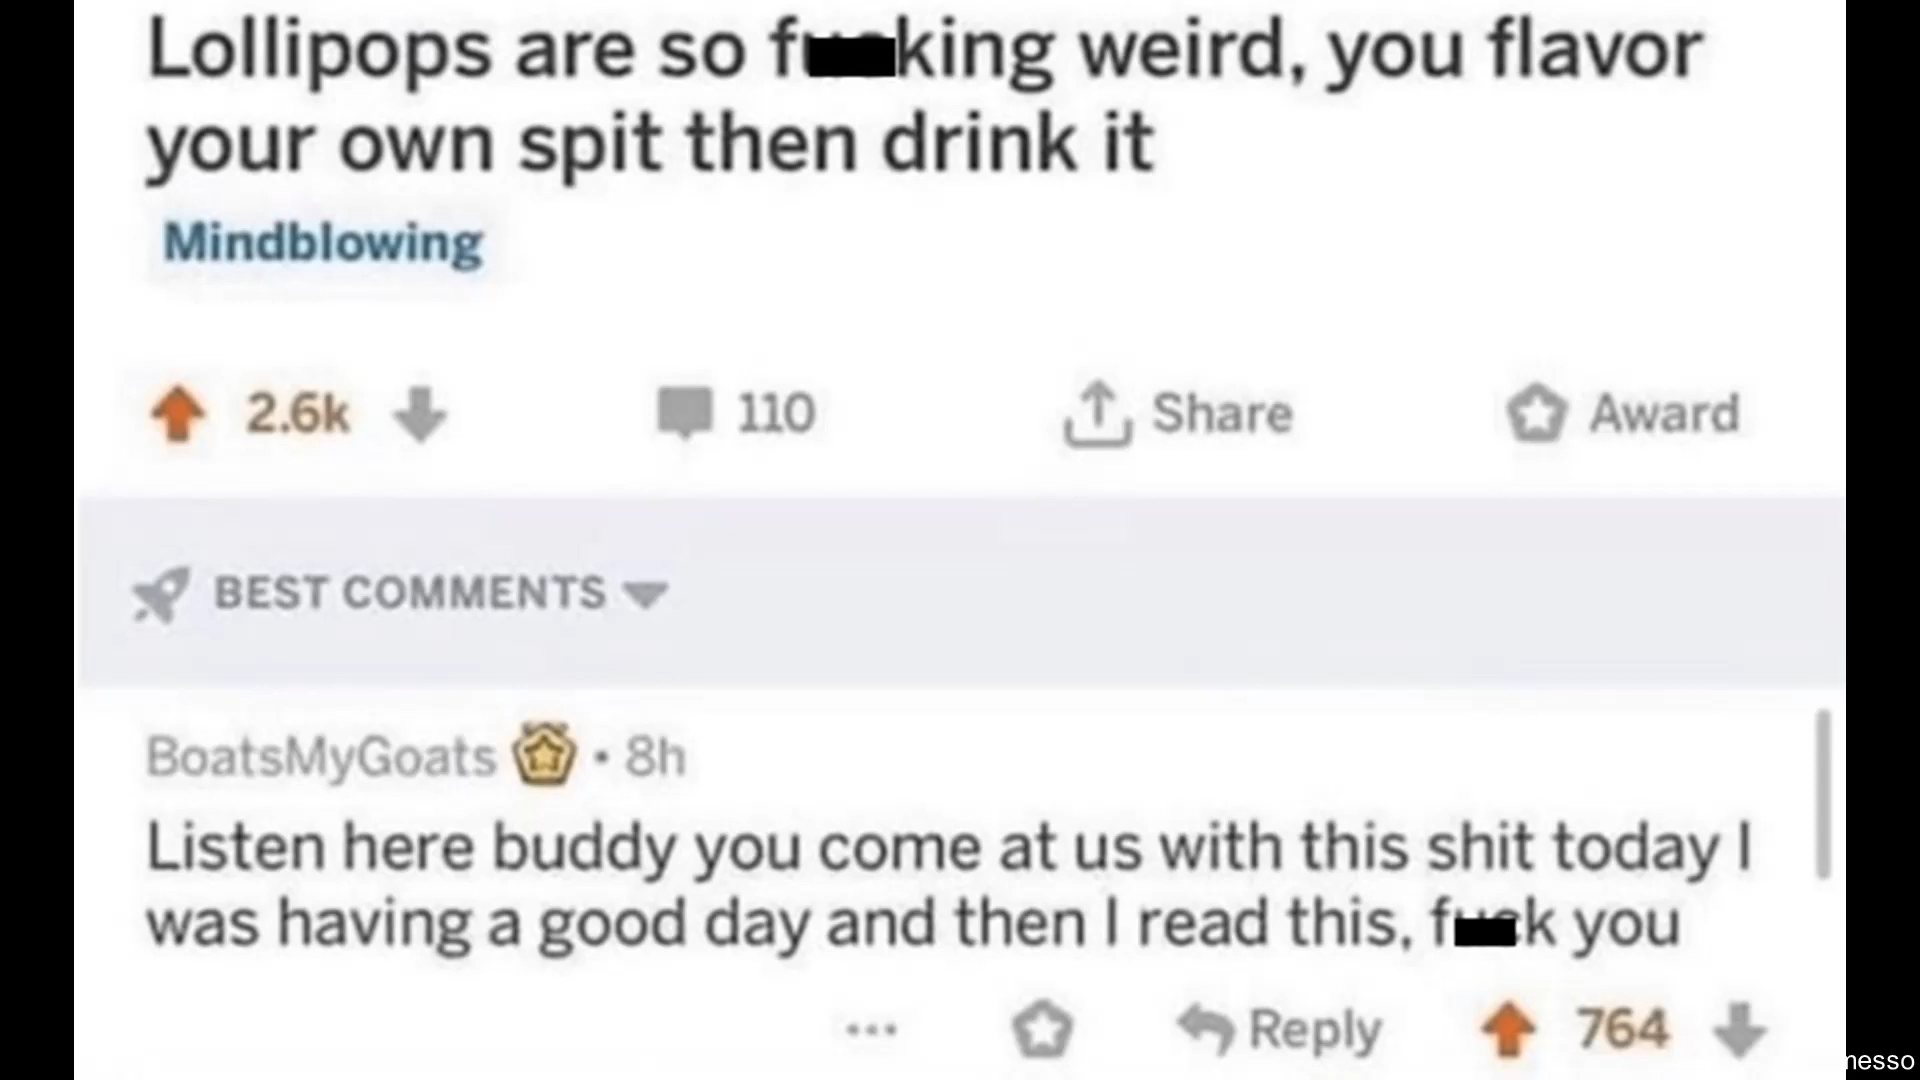 Lollipops are so fucking weird, you flavor
your own spit then drink it
Mindblowing
2.6k 110 Share Award
BEST COMMENTS
BoatsMyGoats • 8h
Listen here buddy you come at us with this shit today I
was having a good day and then I read this, fuck you
... Reply 764